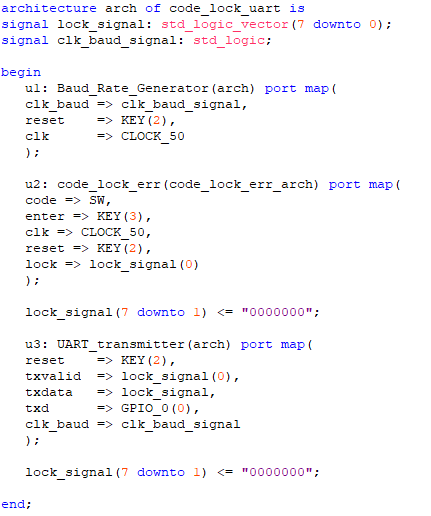 architecture arch of code_lock_uart is
signal lock_signal: std_logic_vector(7 downto 0);
signal clk_baud_signal: std_logic;

begin
   u1: Baud_Rate_Generator(arch) port map(
   clk_baud => clk_baud_signal,
   reset    => KEY(2),
   clk      => CLOCK_50
   );

   u2: code_lock_err(code_lock_err_arch) port map(
   code => SW,
   enter => KEY(3),
   clk => CLOCK_50,
   reset => KEY(2),
   lock => lock_signal(0)
   );

   lock_signal(7 downto 1) <= "0000000";

   u3: UART_transmitter(arch) port map(
   reset    => KEY(2),
   txvalid  => lock_signal(0),
   txdata   => lock_signal,
   txd      => GPIO_0(0),
   clk_baud => clk_baud_signal
   );

   lock_signal(7 downto 1) <= "0000000";

end;